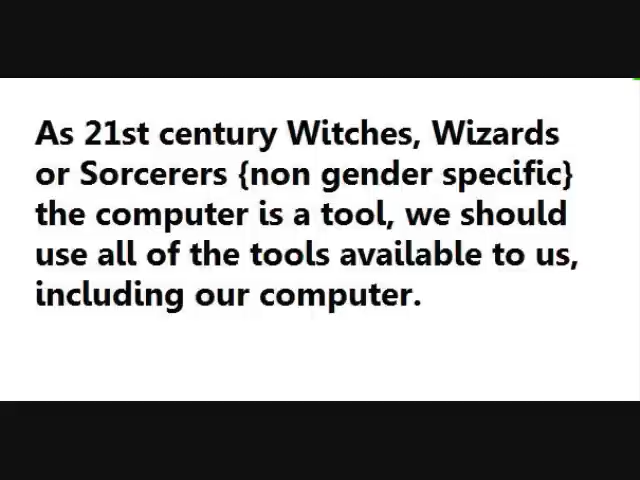 As 21st century Witches, Wizards
or Sorcerers {non gender specific}
the computer is a tool, we should
use all of the tools available to us,
including our computer.